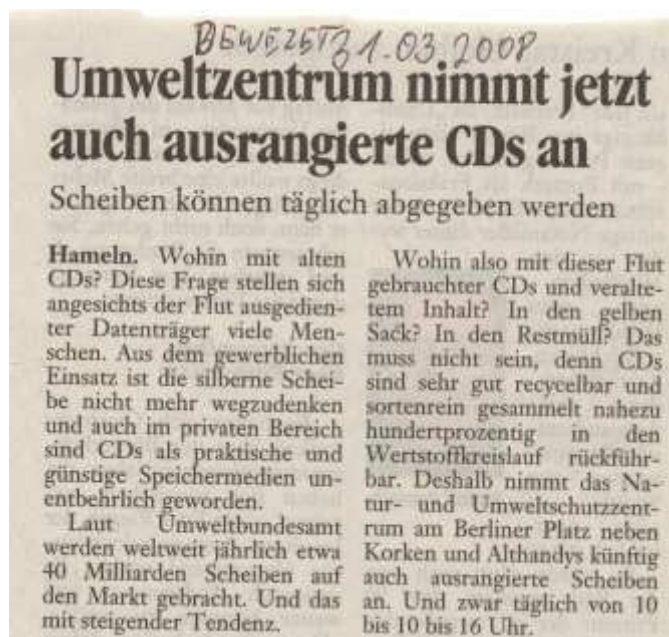 DEWEZET 31.03.2008
Umweltzentrum nimmt jetzt
auch ausrangierte CDs an
Scheiben können täglich abgegeben werden
Hameln. Wohin mit alten
CDs? Diese Frage stellen sich
angesichts der Flut ausgedien-
ter Datenträger viele Men-
schen. Aus dem gewerblichen
Einsatz ist die silberne Schei-
be nicht mehr wegzudenken
und auch im privaten Bereich
sind CDs als praktische und
günstige Speichermedien un-
entbehrlich geworden.
Laut Umweltbundesamt
werden weltweit jährlich etwa
40 Milliarden Scheiben auf
den Markt gebracht. Und das
mit steigender Tendenz.
Wohin also mit dieser Flut
gebrauchter CDs und veralte-
tem Inhalt? In den gelben
Sack? In den Restmüll? Das
muss nicht sein, denn CDs
sind sehr gut recycelbar und
sortenrein gesammelt nahezu
hundertprozentig in den
Wertstoffkreislauf rückführ-
bar. Deshalb nimmt das Na-
tur- und Umweltschutzzent-
rum am Berliner Platz neben
Korken und Althandys künftig
auch ausrangierte Scheiben
an. Und zwar täglich von 10
bis 10 bis 16 Uhr.